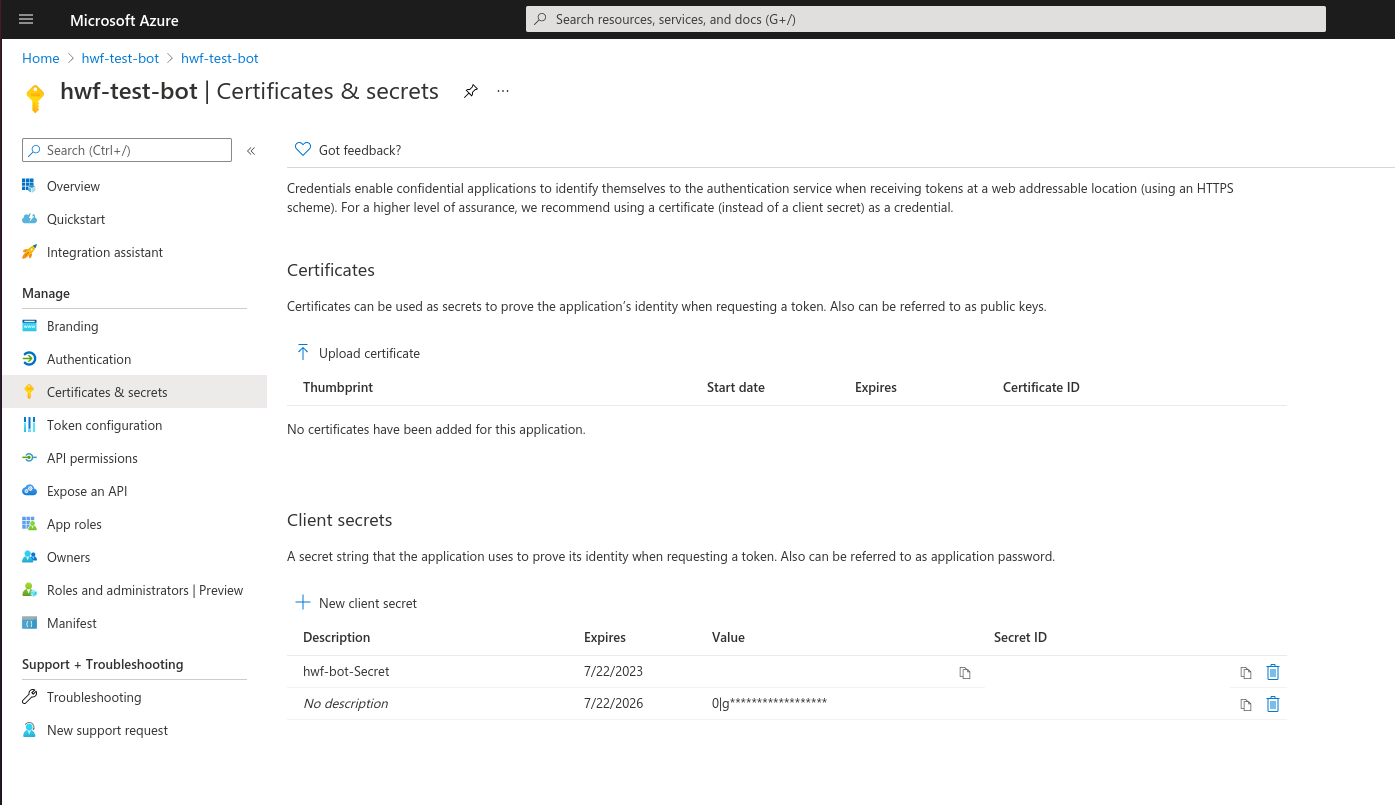 Microsoft Azure
Search resources, services, and docs (G+/)
Home > hwf-test-bot > hwf-test-bot
hwf-test-bot | Certificates & secrets
Search (Ctrl+/)
Overview
Quickstart
Integration assistant
Manage
Branding
Authentication
Certificates & secrets
Token configuration
API permissions
Expose an API
App roles
Owners
Roles and administrators | Preview
Manifest
Support + Troubleshooting
Troubleshooting
New support request
Got feedback?
Credentials enable confidential applications to identify themselves to the authentication service when receiving tokens at a web addressable location (using an HTTPS
scheme). For a higher level of assurance, we recommend using a certificate (instead of a client secret) as a credential.
Certificates
Certificates can be used as secrets to prove the application's identity when requesting a token. Also can be referred to as public keys.
Upload certificate
Thumbprint Start date Expires Certificate ID
No certificates have been added for this application.
Client secrets
A secret string that the application uses to prove its identity when requesting a token. Also can be referred to as application password.
New client secret
Description Expires Value Secret ID
hwf-bot-Secret 7/22/2023
No description 7/22/2026 0|g******************